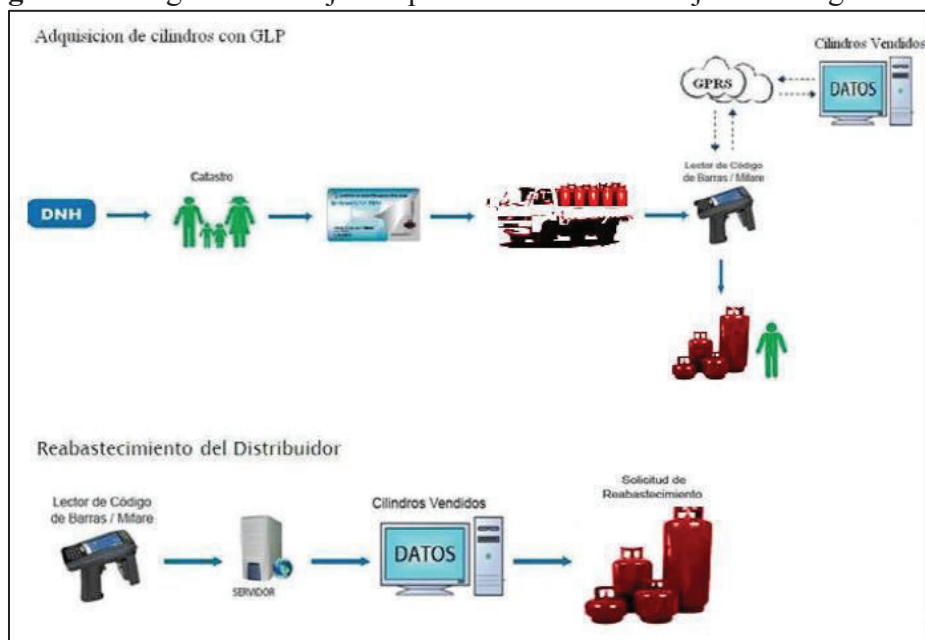 Adquisicion de cilindros con GLP
Cilindros Vendidos
GPRS
DATOS
Lector de Código
de Barras / Mifare
Catastro
DNH
Reabastecimiento del Distribuidor
Solicitud de
Reabastecimiento
Lector de Código
de Barras / Mifare
Cilindros Vendidos
DATOS
SERVIDOR